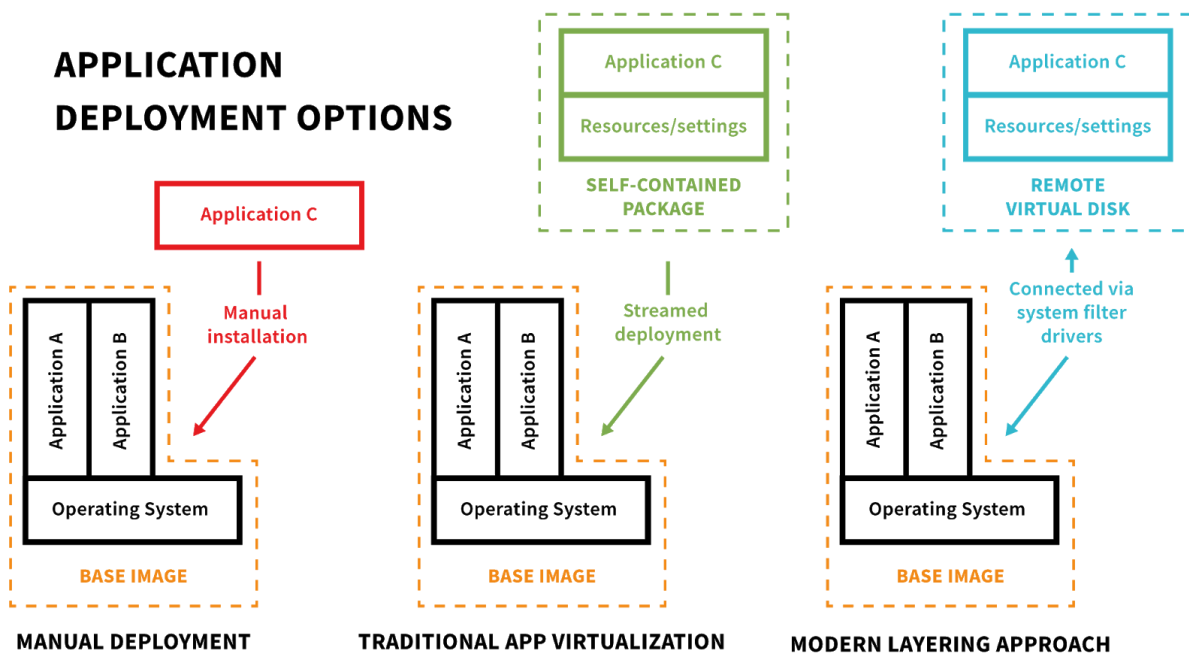 APPLICATION
DEPLOYMENT OPTIONS
Application C
Manual
installation
Application A
Application B
Operating System
BASE IMAGE
MANUAL DEPLOYMENT
Application C
Resources/settings
SELF-CONTAINED
PACKAGE
Streamed
deployment
Application A
Application B
Operating System
BASE IMAGE
TRADITIONAL APP VIRTUALIZATION
Application C
Resources/settings
REMOTE
VIRTUAL DISK
Connected via
system filter
drivers
Application A
Application B
Operating System
BASE IMAGE
MODERN LAYERING APPROACH